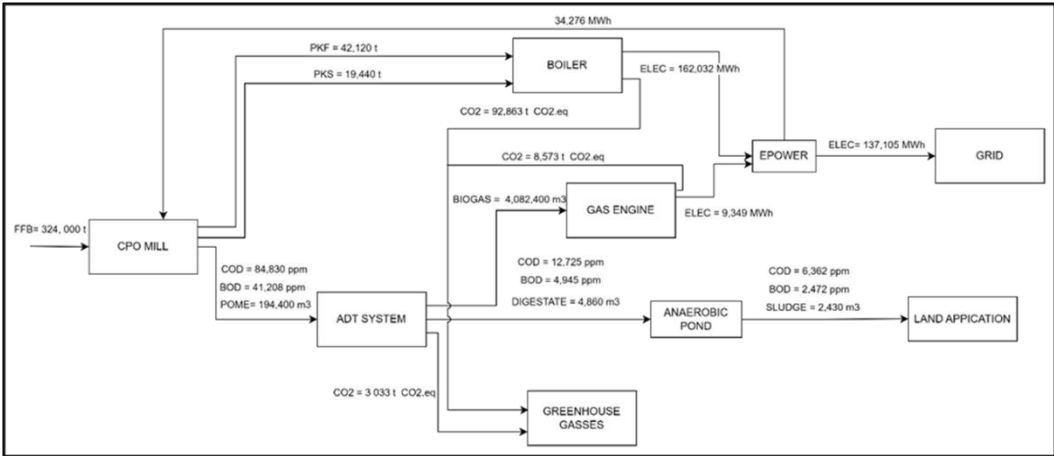 34,276 MWh
PKF = 42,120 t
BOILER
ELEC = 162,032 MWh
PKS = 19,440 t
CO2 = 92,863 t CO2.eq
CO2 = 8,573 t CO2.eq
EPOWER
ELEC= 137,105 MWh
GRID
BIOGAS = 4,082,400 m3
GAS ENGINE
ELEC = 9,349 MWh
FFB= 324, 000 t
CPO MILL
COD = 84,830 ppm
BOD = 41,208 ppm
POME= 194,400 m3
COD = 12,725 ppm
BOD = 4,945 ppm
DIGESTATE = 4,860 m3
COD = 6,362 ppm
BOD = 2,472 ppm
SLUDGE = 2,430 m3
ADT SYSTEM
ANAEROBIC
POND
LAND APPICATION
CO2 = 3 033 t CO2.eq
GREENHOUSE
GASSES